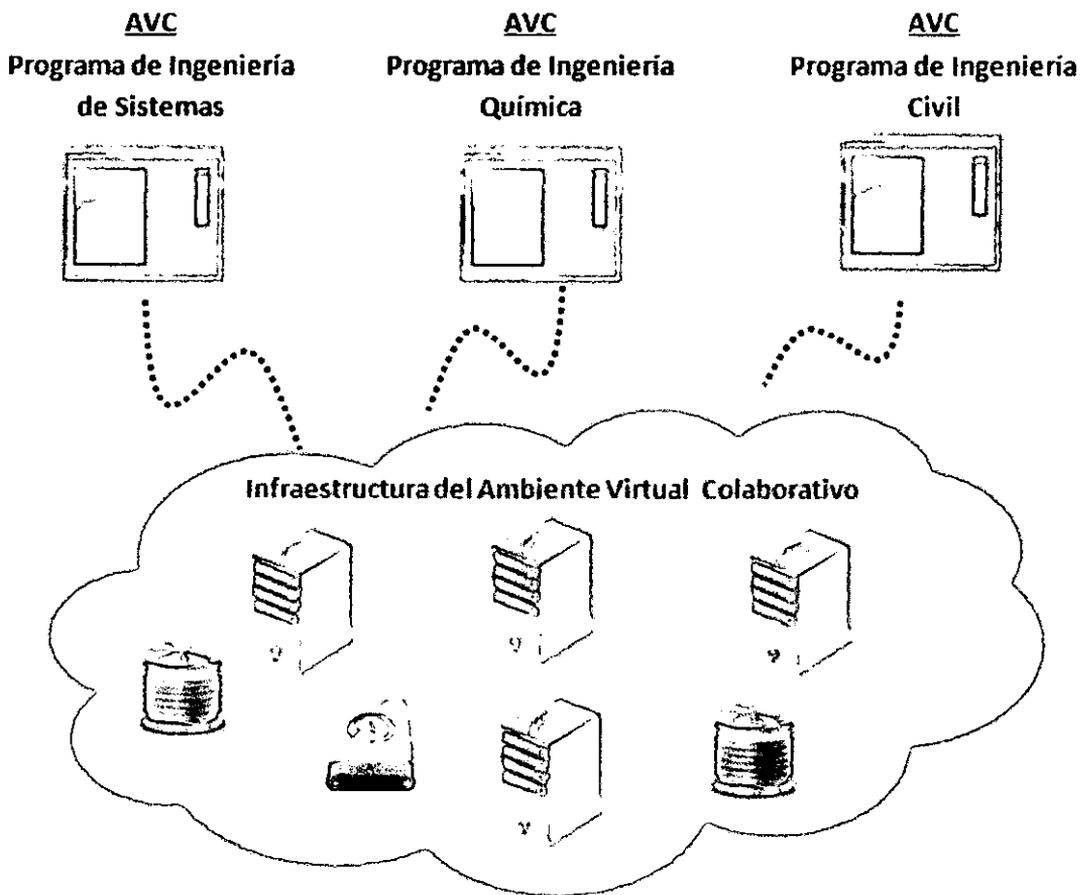 AVC
Programa de Ingeniería
de Sistemas
AVC
Programa de Ingeniería
Química
AVC
Programa de Ingeniería
Civil
Infraestructura del Ambiente Virtual Colaborativo